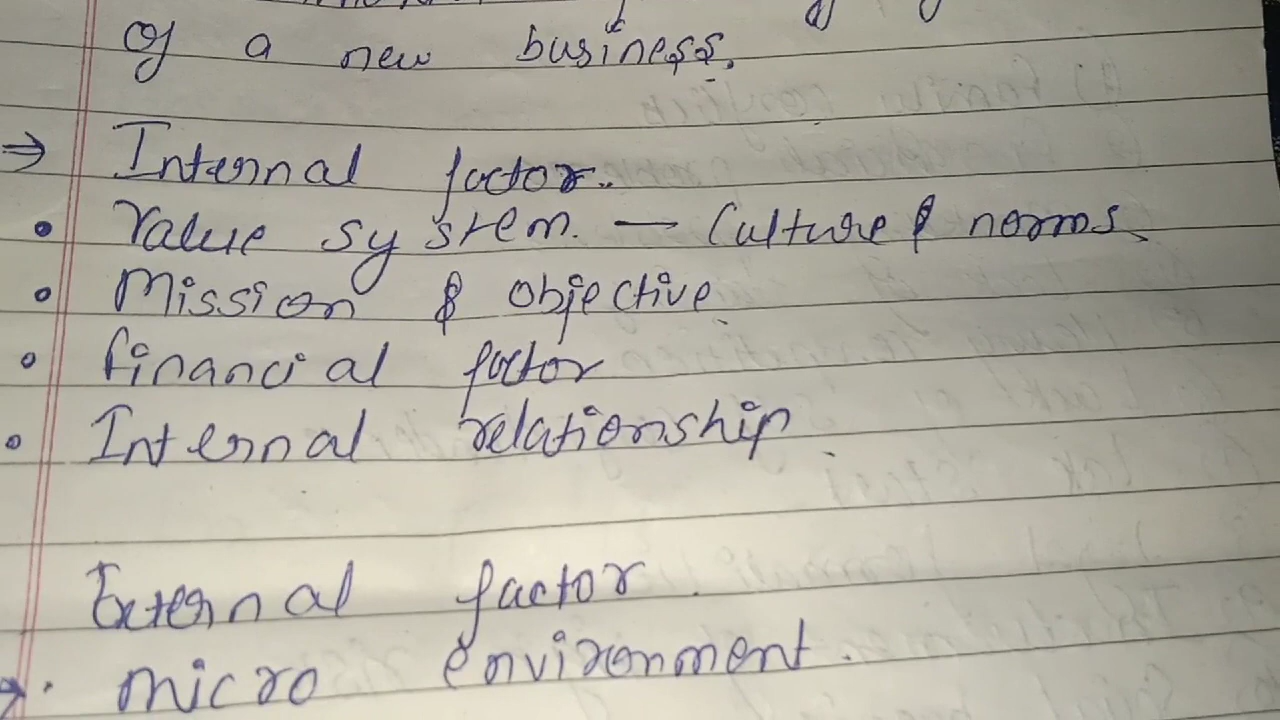 of a new business.
⇒ Internal factor..
• Value system. — Culture & norms.
• Mission & objective
• financial factor
• Internal relationship
External factor
→ • micro environment.